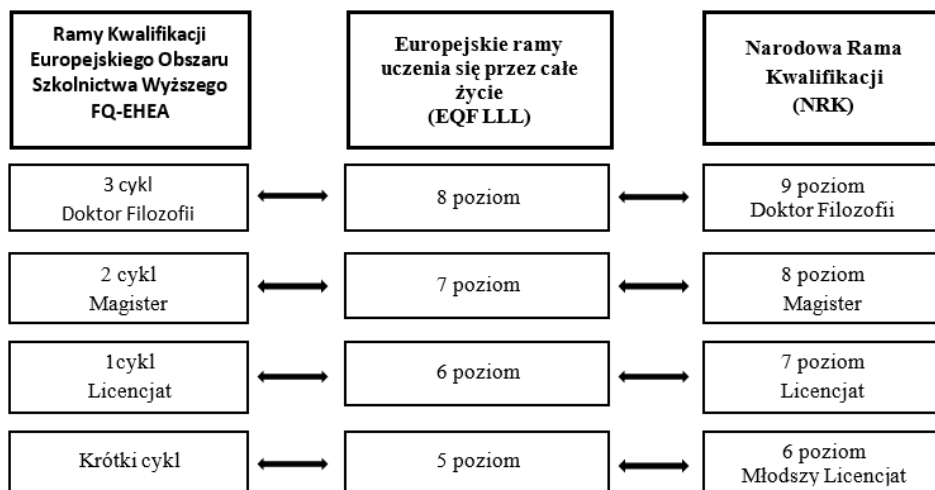 Ramy Kwalifikacji
Europejskiego Obszaru
Szkolnictwa Wyższego
FQ-EHEA
Europejskie ramy
uczenia się przez całe
życie
(EQF LLL)
Narodowa Rama
Kwalifikacji
(NRK)
3 cykl
Doktor Filozofii
8 poziom
9 poziom
Doktor Filozofii
2 cykl
Magister
7 poziom
8 poziom
Magister
1cykl
Licencjat
6 poziom
7 poziom
Licencjat
Krótki cykl
5 poziom
6 poziom
Młodszy Licencjat